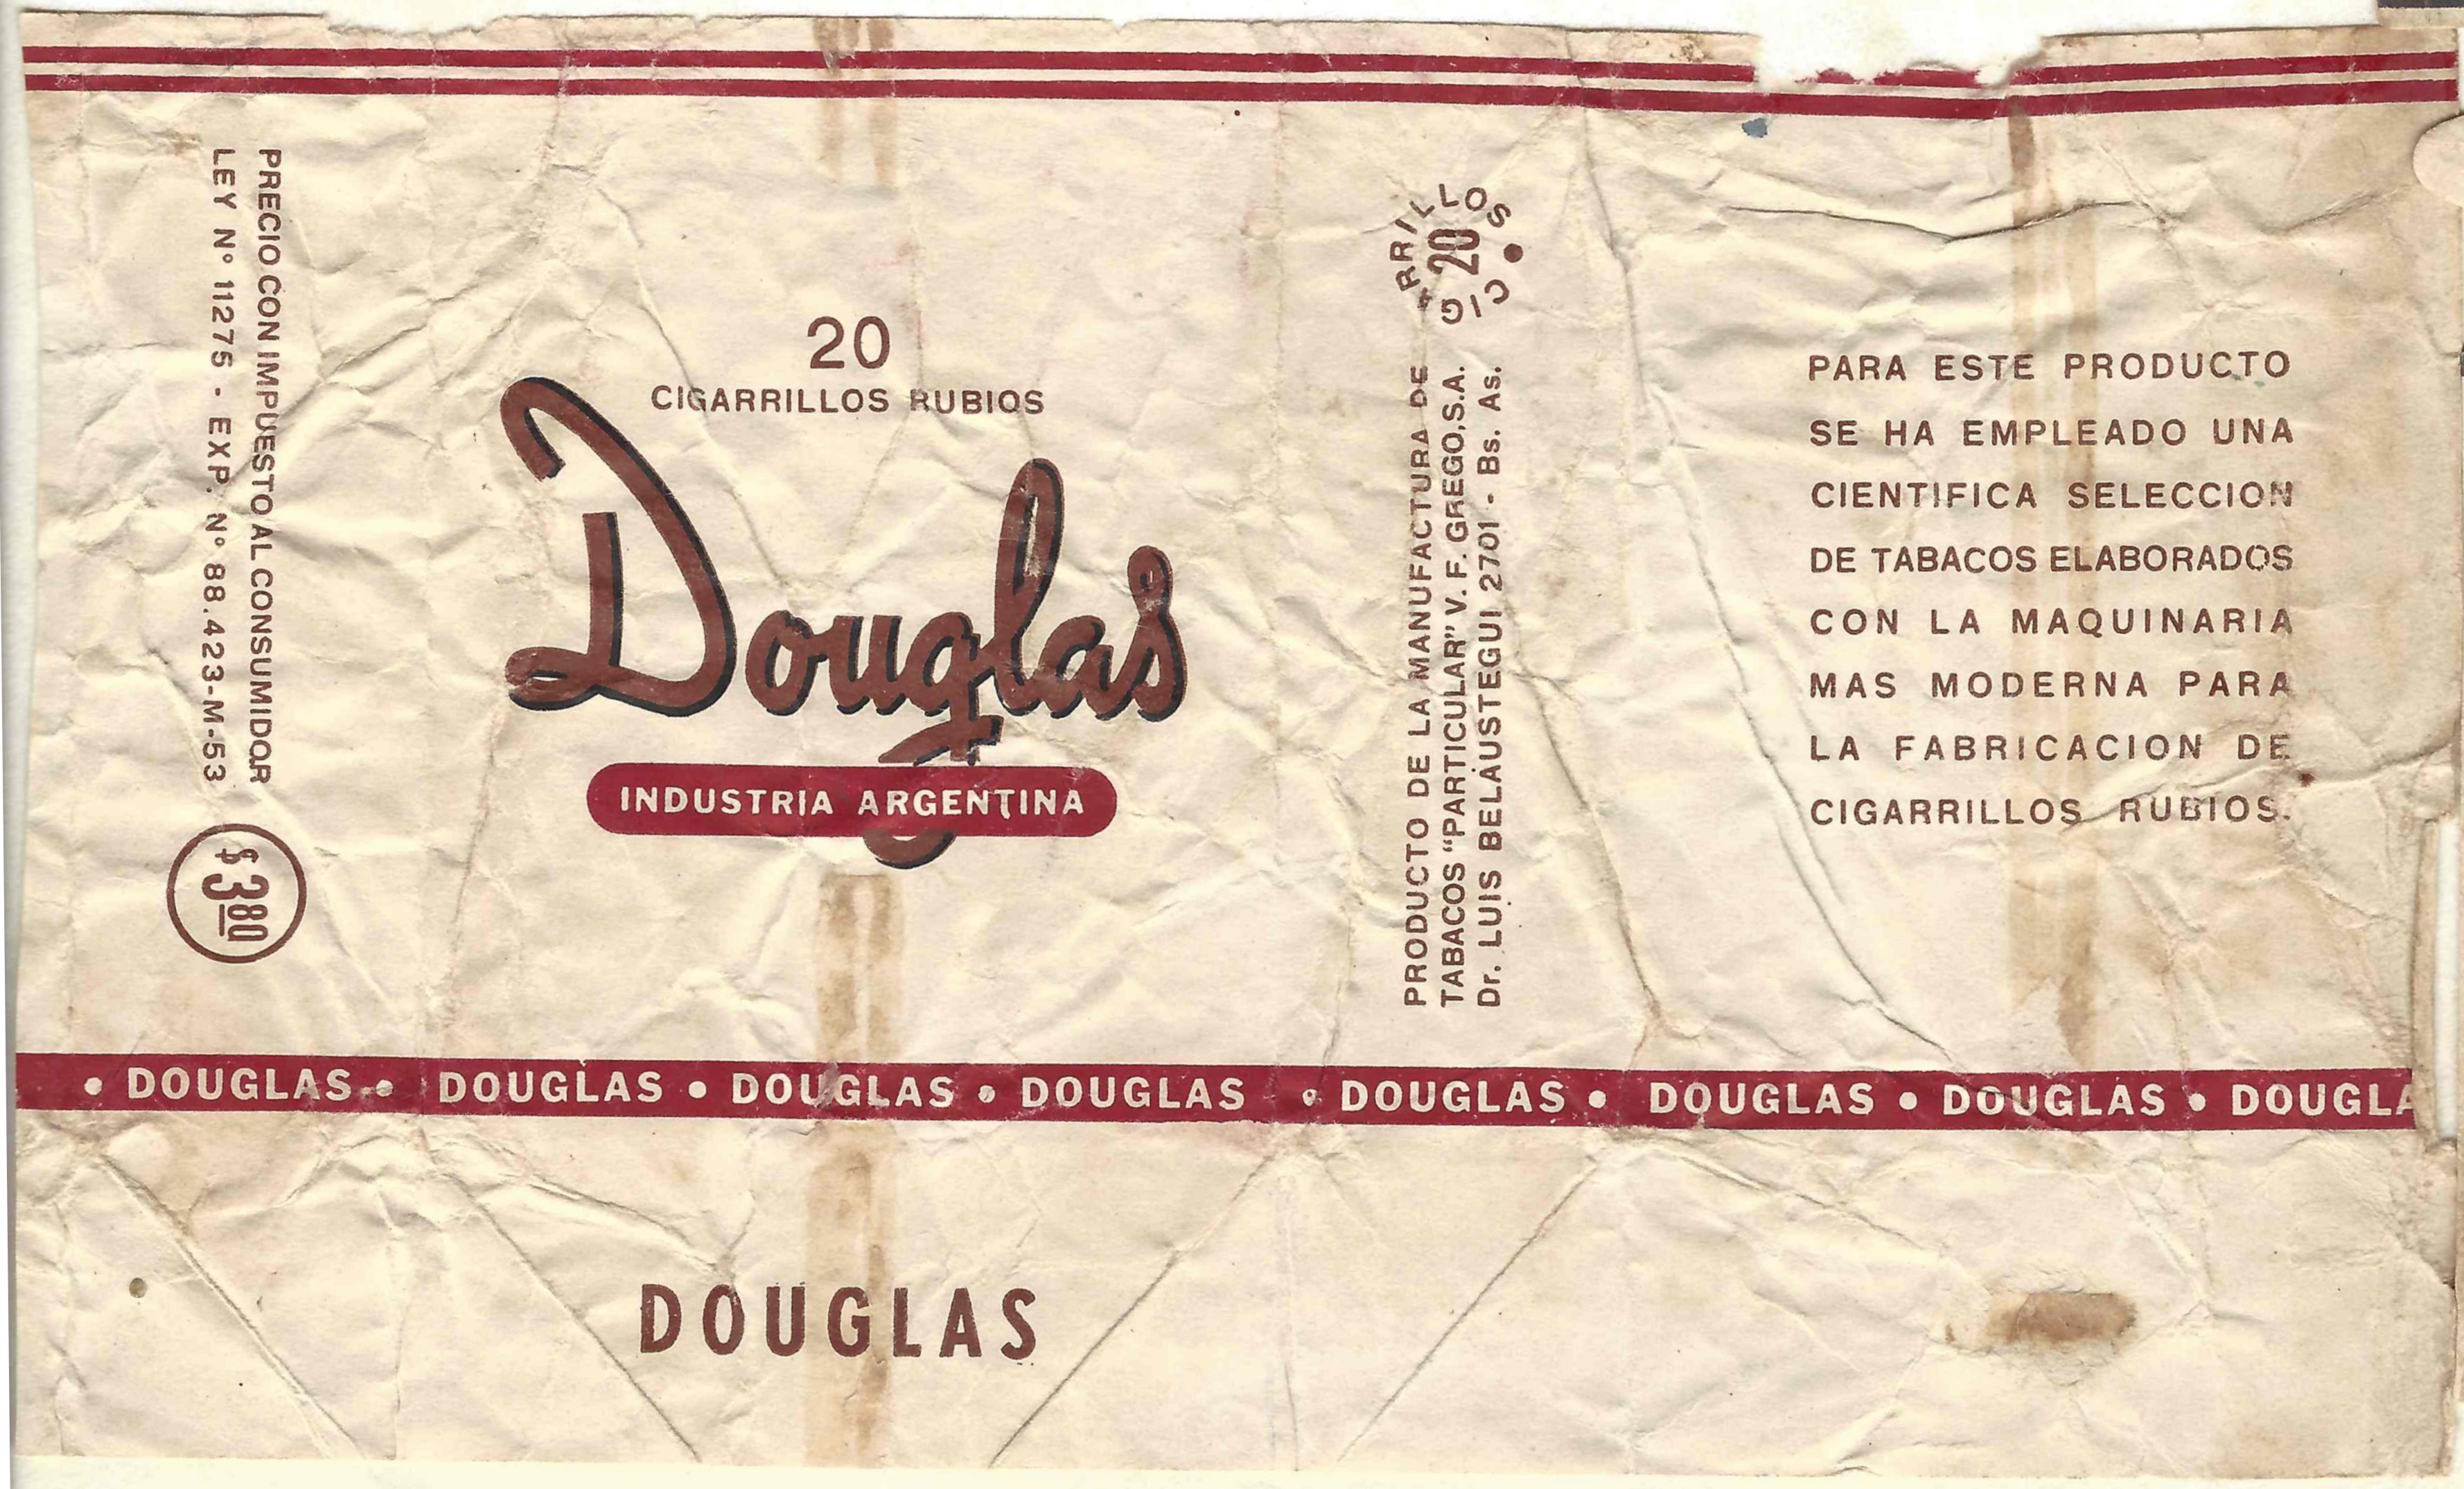 PRECIO CON IMPUESTO AL CONSUMIDOR
LEY Nº 11275 - EXP. Nº 88.423-M-53
$ 3 80
20
CIGARRILLOS RUBIOS
Douglas
INDUSTRIA ARGENTINA
CIGARRILLOS •
20
PRODUCTO DE LA MANUFACTURA DE
TABACOS "PARTICULAR" V. F. GREGO, S.A.
Dr. LUIS BELAUSTEGUI 2701 - Bs. As.
PARA ESTE PRODUCTO
SE HA EMPLEADO UNA
CIENTIFICA SELECCION
DE TABACOS ELABORADOS
CON LA MAQUINARIA
MAS MODERNA PARA
LA FABRICACION DE
CIGARRILLOS RUBIOS.
• DOUGLAS • DOUGLAS • DOUGLAS • DOUGLAS • DOUGLAS • DOUGLAS • DOUGLAS • DOUGLA
DOUGLAS